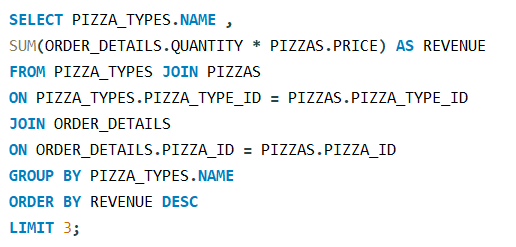 SELECT PIZZA_TYPES.NAME ,
SUM(ORDER_DETAILS.QUANTITY * PIZZAS.PRICE) AS REVENUE
FROM PIZZA_TYPES JOIN PIZZAS
ON PIZZA_TYPES.PIZZA_TYPE_ID = PIZZAS.PIZZA_TYPE_ID
JOIN ORDER_DETAILS
ON ORDER_DETAILS.PIZZA_ID = PIZZAS.PIZZA_ID
GROUP BY PIZZA_TYPES.NAME
ORDER BY REVENUE DESC
LIMIT 3;